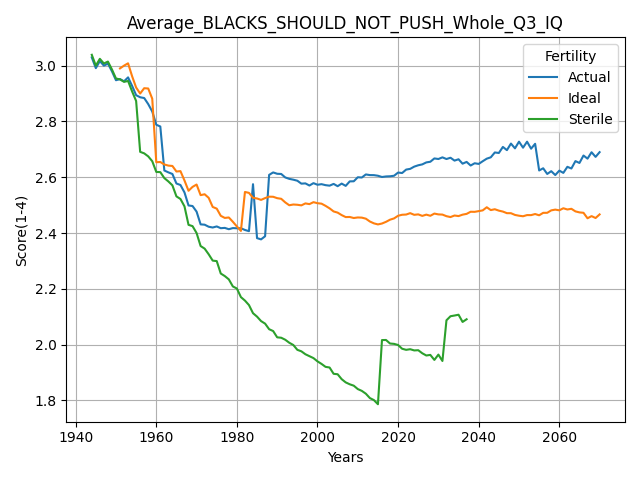 Average_BLACKS_SHOULD_NOT_PUSH_Whole_Q3_IQ
Fertility
Actual
Ideal
Sterile
Score(1-4)
3.0
2.8
2.6
2.4
2.2
2.0
1.8
1940 1960 1980 2000 2020 2040 2060
Years